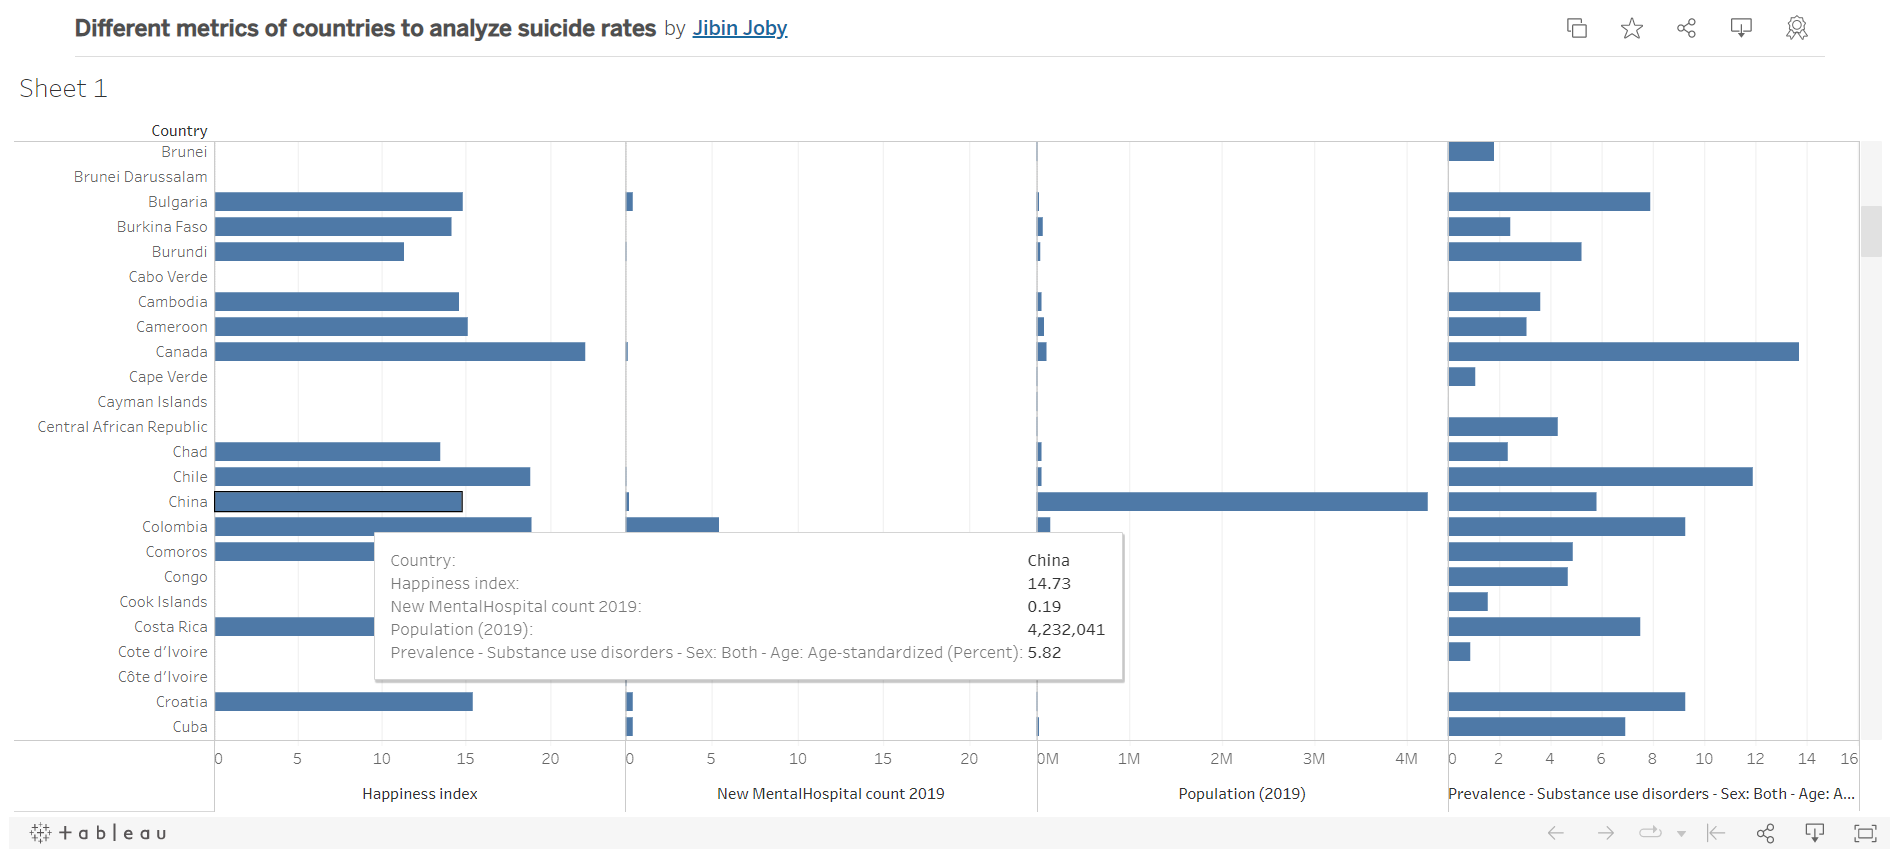 Different metrics of countries to analyze suicide rates by Jibin Joby
Sheet 1
Country
Brunei
Brunei Darussalam
Bulgaria
Burkina Faso
Burundi
Cabo Verde
Cambodia
Cameroon
Canada
Cape Verde
Cayman Islands
Central African Republic
Chad
Chile
China
Colombia
Comoros
Congo
Cook Islands
Costa Rica
Cote d’Ivoire
Côte d’Ivoire
Croatia
Cuba
Country: China
Happiness index: 14.73
New MentalHospital count 2019: 0.19
Population (2019): 4,232,041
Prevalence - Substance use disorders - Sex: Both - Age: Age-standardized (Percent): 5.82
0 5 10 15 20 0 5 10 15 20 0M 1M 2M 3M 4M 0 2 4 6 8 10 12 14 16
Happiness index New MentalHospital count 2019 Population (2019) Prevalence - Substance use disorders - Sex: Both - Age: A...
+ a b l e a u